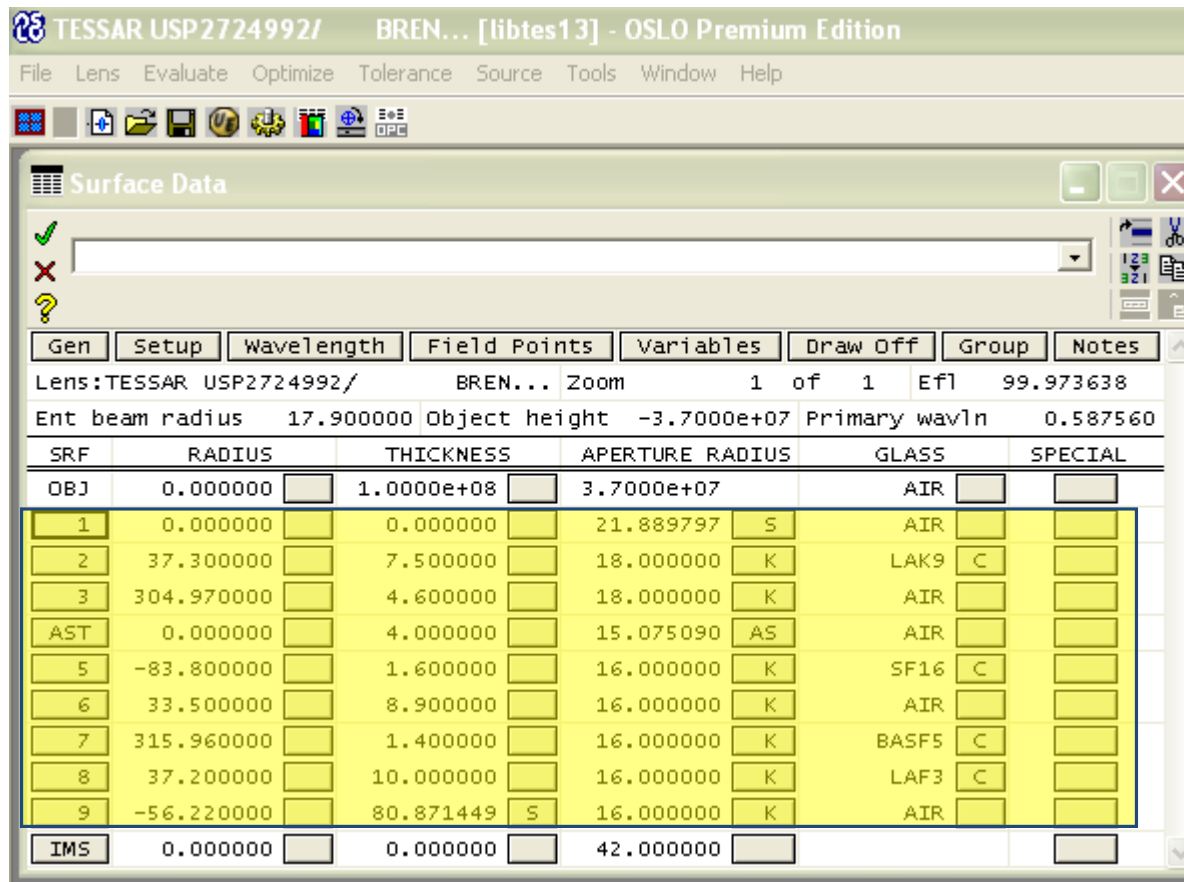 TESSAR USP2724992/ BREN... [libtes13] - OSLO Premium Edition
File Lens Evaluate Optimize Tolerance Source Tools Window Help
Surface Data
Gen Setup Wavelength Field Points Variables Draw Off Group Notes
Lens:TESSAR USP2724992/ BREN... Zoom 1 of 1 Efl 99.973638
Ent beam radius 17.900000 Object height -3.7000e+07 Primary wavln 0.587560
SRF RADIUS THICKNESS APERTURE RADIUS GLASS SPECIAL
OBJ 0.000000 1.0000e+08 3.7000e+07 AIR
1 0.000000 0.000000 21.889797 S AIR
2 37.300000 7.500000 18.000000 K LAK9 C
3 304.970000 4.600000 18.000000 K AIR
AST 0.000000 4.000000 15.075090 AS AIR
5 -83.800000 1.600000 16.000000 K SF16 C
6 33.500000 8.900000 16.000000 K AIR
7 315.960000 1.400000 16.000000 K BASF5 C
8 37.200000 10.000000 16.000000 K LAF3 C
9 -56.220000 80.871449 S 16.000000 K AIR
IMS 0.000000 0.000000 42.000000